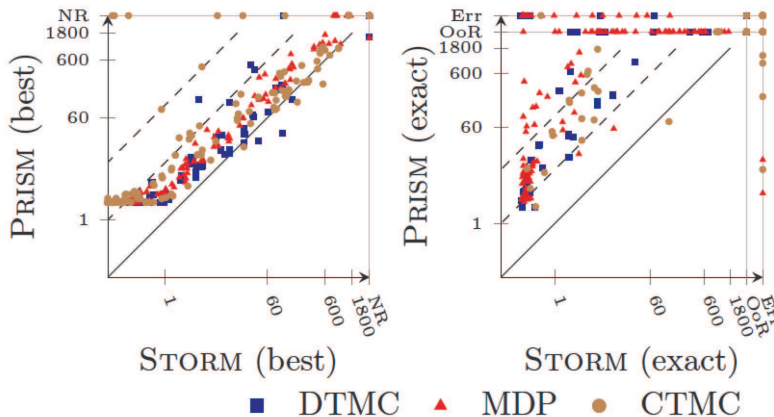 NR
1800
600
60
1
PRISM (best)
1
60
600
1800
NR
STORM (best)
Err
OoR
1800
600
60
1
PRISM (exact)
1
60
600
1800
OoR
Err
STORM (exact)
DTMC MDP CTMC